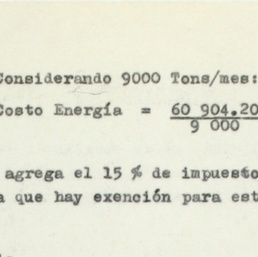 Considerando 9000 Tons/mes:
Costo Energía = 60 904.20
9 000
agrega el 15 % de impuesto
que hay exención para est